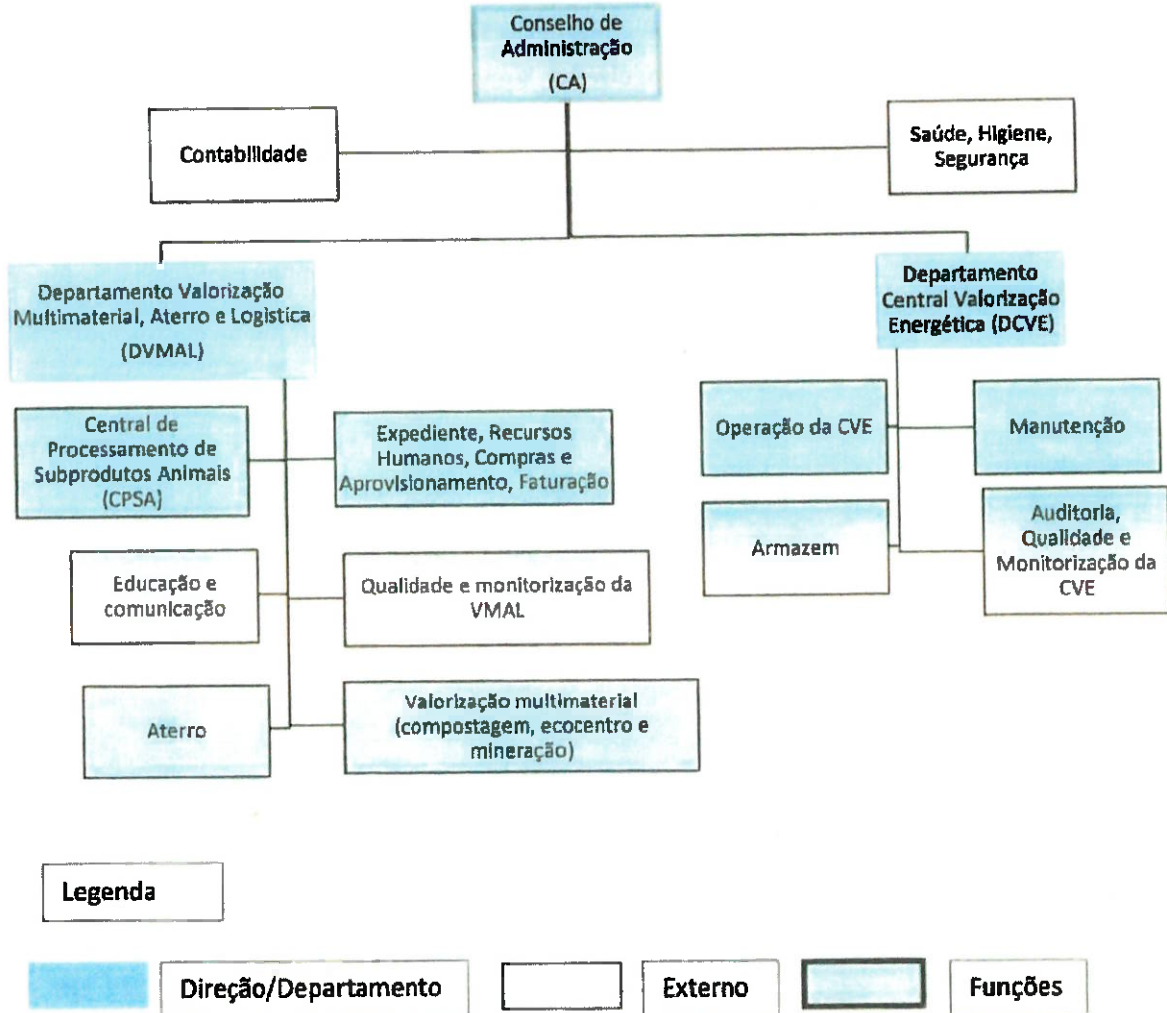 Conselho de
Administração
(CA)
Contabilidade
Saúde, Higiene,
Segurança
Departamento Valorização
Multimaterial, Aterro e Logistica
(DVMAL)
Departamento
Central Valorização
Energética (DCVE)
Central de
Processamento de
Subprodutos Animais
(CPSA)
Expediente, Recursos
Humanos, Compras e
Aprovisionamento, Faturação
Operação da CVE
Manutenção
Educação e
comunicação
Qualidade e monitorização da
VMAL
Armazem
Auditoria,
Qualidade e
Monitorização da
CVE
Aterro
Valorização multimaterial
(compostagem, ecocentro e
mineração)
Legenda
Direção/Departamento
Externo
Funções